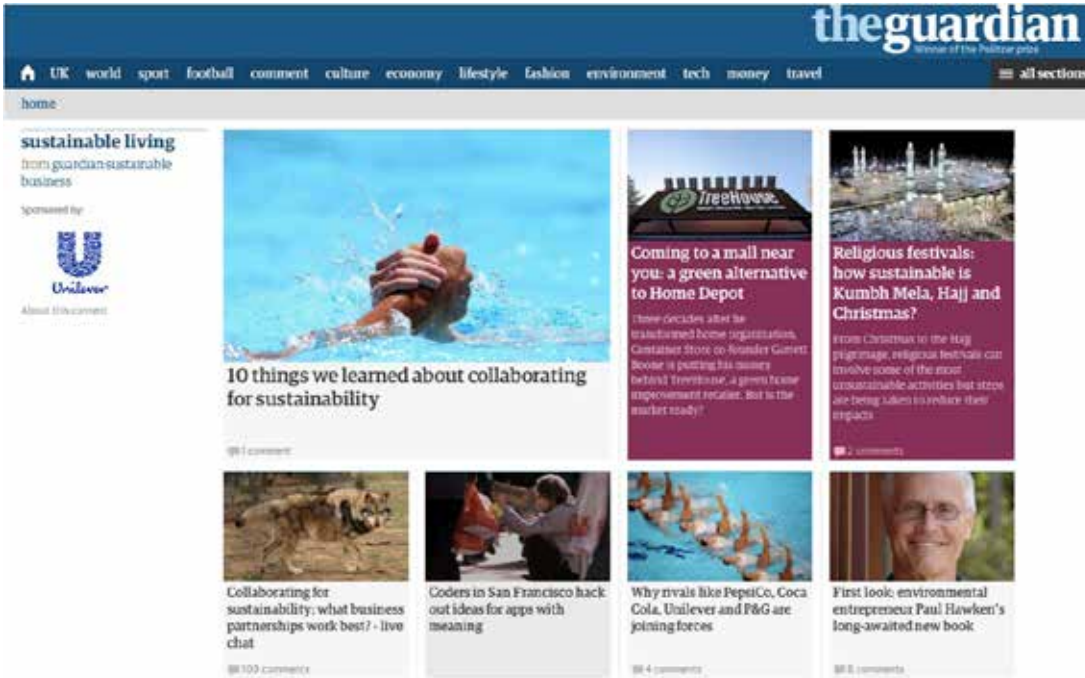 theguardian
Winner of the Pulitzer prize
UK world sport football comment culture economy lifestyle fashion environment tech money travel all sections
home
sustainable living
from guardian sustainable
business
Sponsored by:
Unilever
About this content
10 things we learned about collaborating
for sustainability
1 comment
TreeHouse
Coming to a mall near
you: a green alternative
to Home Depot
Three decades after he
transformed home organization,
Container Store co-founder Garrett
Boone is putting his money
behind TreeHouse, a green home
improvement retailer. But is the
market ready?
Religious festivals:
how sustainable is
Kumbh Mela, Hajj and
Christmas?
From Christmas to the Hajj
pilgrimage, religious festivals can
involve some of the most
unsustainable activities but steps
are being taken to reduce their
impacts
2 comments
Collaborating for
sustainability: what business
partnerships work best? - live
chat
100 comments
Coders in San Francisco hack
out ideas for apps with
meaning
Why rivals like PepsiCo, Coca
Cola, Unilever and P&G are
joining forces
4 comments
First look: environmental
entrepreneur Paul Hawken's
long-awaited new book
8 comments